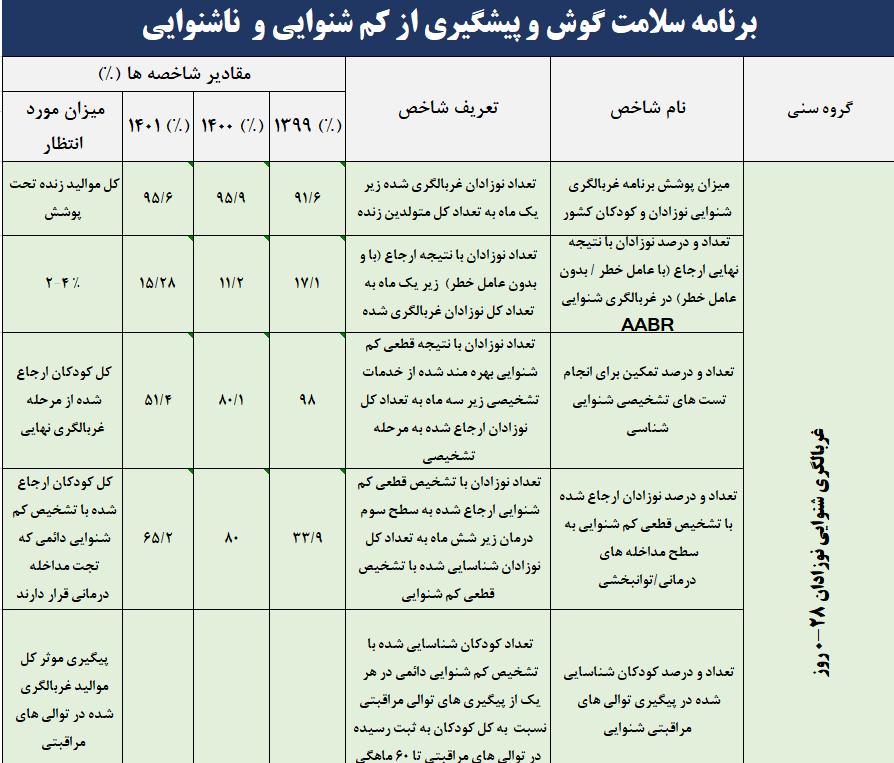 برنامه سلامت گوش و پیشگیری از کم شنوایی و ناشنوایی
گروه سنی
نام شاخص
تعریف شاخص
مقادیر شاخصه ها (٪)
۱۳۹۹ (٪)
۱۴۰۰ (٪)
۱۴۰۱ (٪)
میزان مورد
انتظار
غربالگری شنوایی نوزادان ۲۸–۰ روز
میزان پوشش برنامه غربالگری
شنوایی نوزادان و کودکان کشور
تعداد نوزادان غربالگری شده زیر
یک ماه به تعداد کل متولدین زنده
۹۱/۶
۹۵/۹
۹۵/۶
کل موالید زنده تحت
پوشش
تعداد و درصد نوزادان با نتیجه
نهایی ارجاع (با عامل خطر / بدون
عامل خطر) در غربالگری شنوایی
AABR
تعداد نوزادان با نتیجه ارجاع (با و
بدون عامل خطر) زیر یک ماه به
تعداد کل نوزادان غربالگری شده
۱۷/۱
۱۱/۲
۱۵/۲۸
۲-۴ ٪
تعداد و درصد تمکین برای انجام
تست های تشخیصی شنوایی
شناسی
تعداد نوزادان با نتیجه قطعی کم
شنوایی بهره مند شده از خدمات
تشخیصی زیر سه ماه به تعداد کل
نوزادان ارجاع شده به مرحله
تشخیصی
۹۸
۸۰/۱
۵۱/۴
کل کودکان ارجاع
شده از مرحله
غربالگری نهایی
تعداد و درصد نوزادان ارجاع شده
با تشخیص قطعی کم شنوایی به
سطح مداخله های
درمانی/توانبخشی
تعداد نوزادان با تشخیص قطعی کم
شنوایی ارجاع شده به سطح سوم
درمان زیر شش ماه به تعداد کل
نوزادان شناسایی شده با تشخیص
قطعی کم شنوایی
۳۳/۹
۸۰
۶۵/۲
کل کودکان ارجاع
شده با تشخیص کم
شنوایی دائمی که
تجت مداخله
درمانی قرار دارند
تعداد و درصد کودکان شناسایی
شده در پیگیری توالی های
مراقبتی شنوایی
تعداد کودکان شناسایی شده با
تشخیص کم شنوایی دائمی در هر
یک از پیگیری های توالی مراقبتی
نسبت به کل کودکان به ثبت رسیده
در توالی های مراقبتی تا ۶۰ ماهگی
پیگیری موثر کل
موالید غربالگری
شده در توالی های
مراقبتی